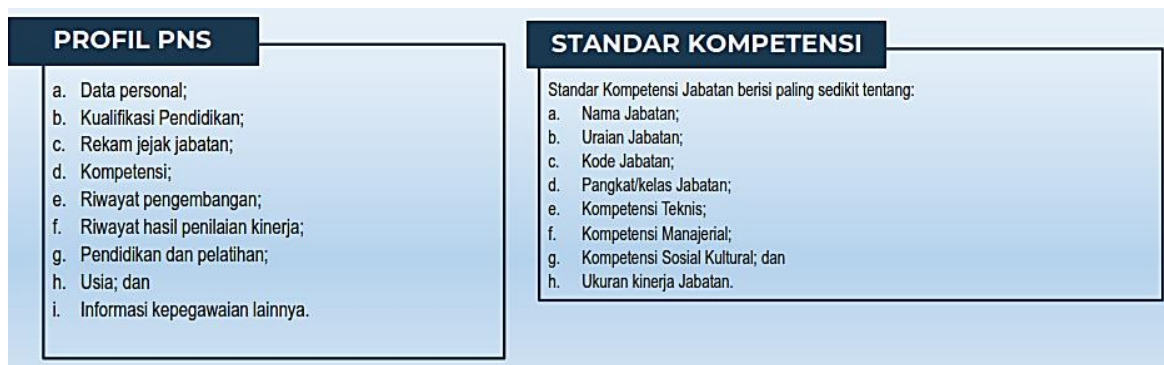 PROFIL PNS
a. Data personal;
b. Kualifikasi Pendidikan;
c. Rekam jejak jabatan;
d. Kompetensi;
e. Riwayat pengembangan;
f. Riwayat hasil penilaian kinerja;
g. Pendidikan dan pelatihan;
h. Usia; dan
i. Informasi kepegawaian lainnya.
STANDAR KOMPETENSI
Standar Kompetensi Jabatan berisi paling sedikit tentang:
a. Nama Jabatan;
b. Uraian Jabatan;
c. Kode Jabatan;
d. Pangkat/kelas Jabatan;
e. Kompetensi Teknis;
f. Kompetensi Manajerial;
g. Kompetensi Sosial Kultural; dan
h. Ukuran kinerja Jabatan.